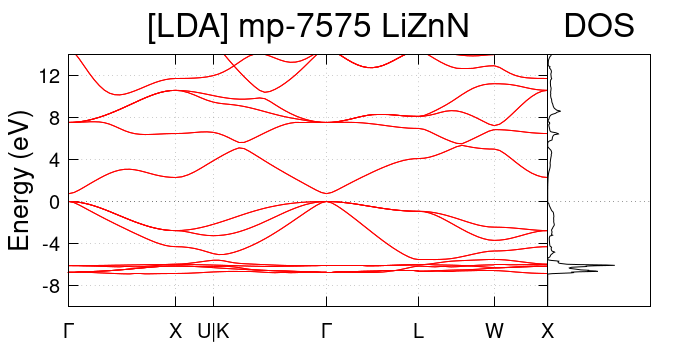 [LDA] mp-7575 LiZnN DOS
Energy (eV)
12
8
4
0
-4
-8
Γ X U|K Γ L W X